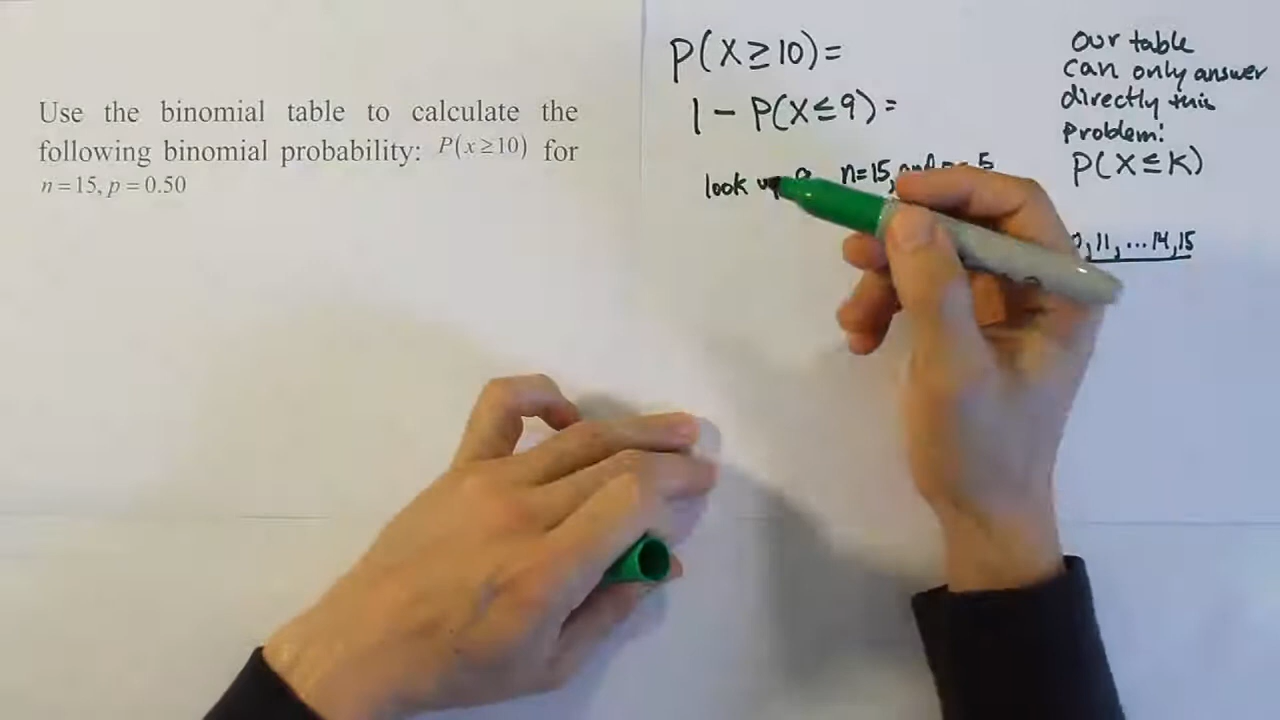 Use the binomial table to calculate the
following binomial probability: P(x≥10) for
n=15, p=0.50
P(X≥10)=
1-P(X≤9)=
look n=15,
our table
can only answer
directly this
problem:
P(X≤K)
,11,...14,15